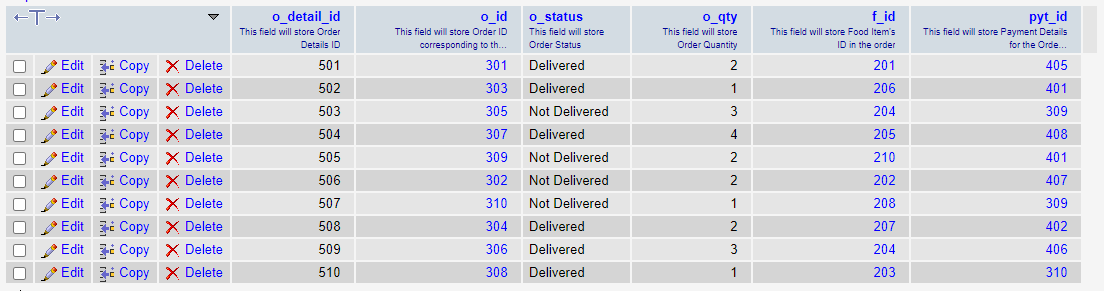 o_detail_id o_id o_status o_qty f_id pyt_id
This field will store Order Details ID This field will store Order ID corresponding to th... This field will store Order Status This field will store Order Quantity This field will store Food Item's ID in the order This field will store Payment Details for the Orde...
Edit Copy Delete 501 301 Delivered 2 201 405
Edit Copy Delete 502 303 Delivered 1 206 401
Edit Copy Delete 503 305 Not Delivered 3 204 309
Edit Copy Delete 504 307 Delivered 4 205 408
Edit Copy Delete 505 309 Not Delivered 2 210 401
Edit Copy Delete 506 302 Not Delivered 2 202 407
Edit Copy Delete 507 310 Not Delivered 1 208 309
Edit Copy Delete 508 304 Delivered 2 207 402
Edit Copy Delete 509 306 Delivered 3 204 406
Edit Copy Delete 510 308 Delivered 1 203 310